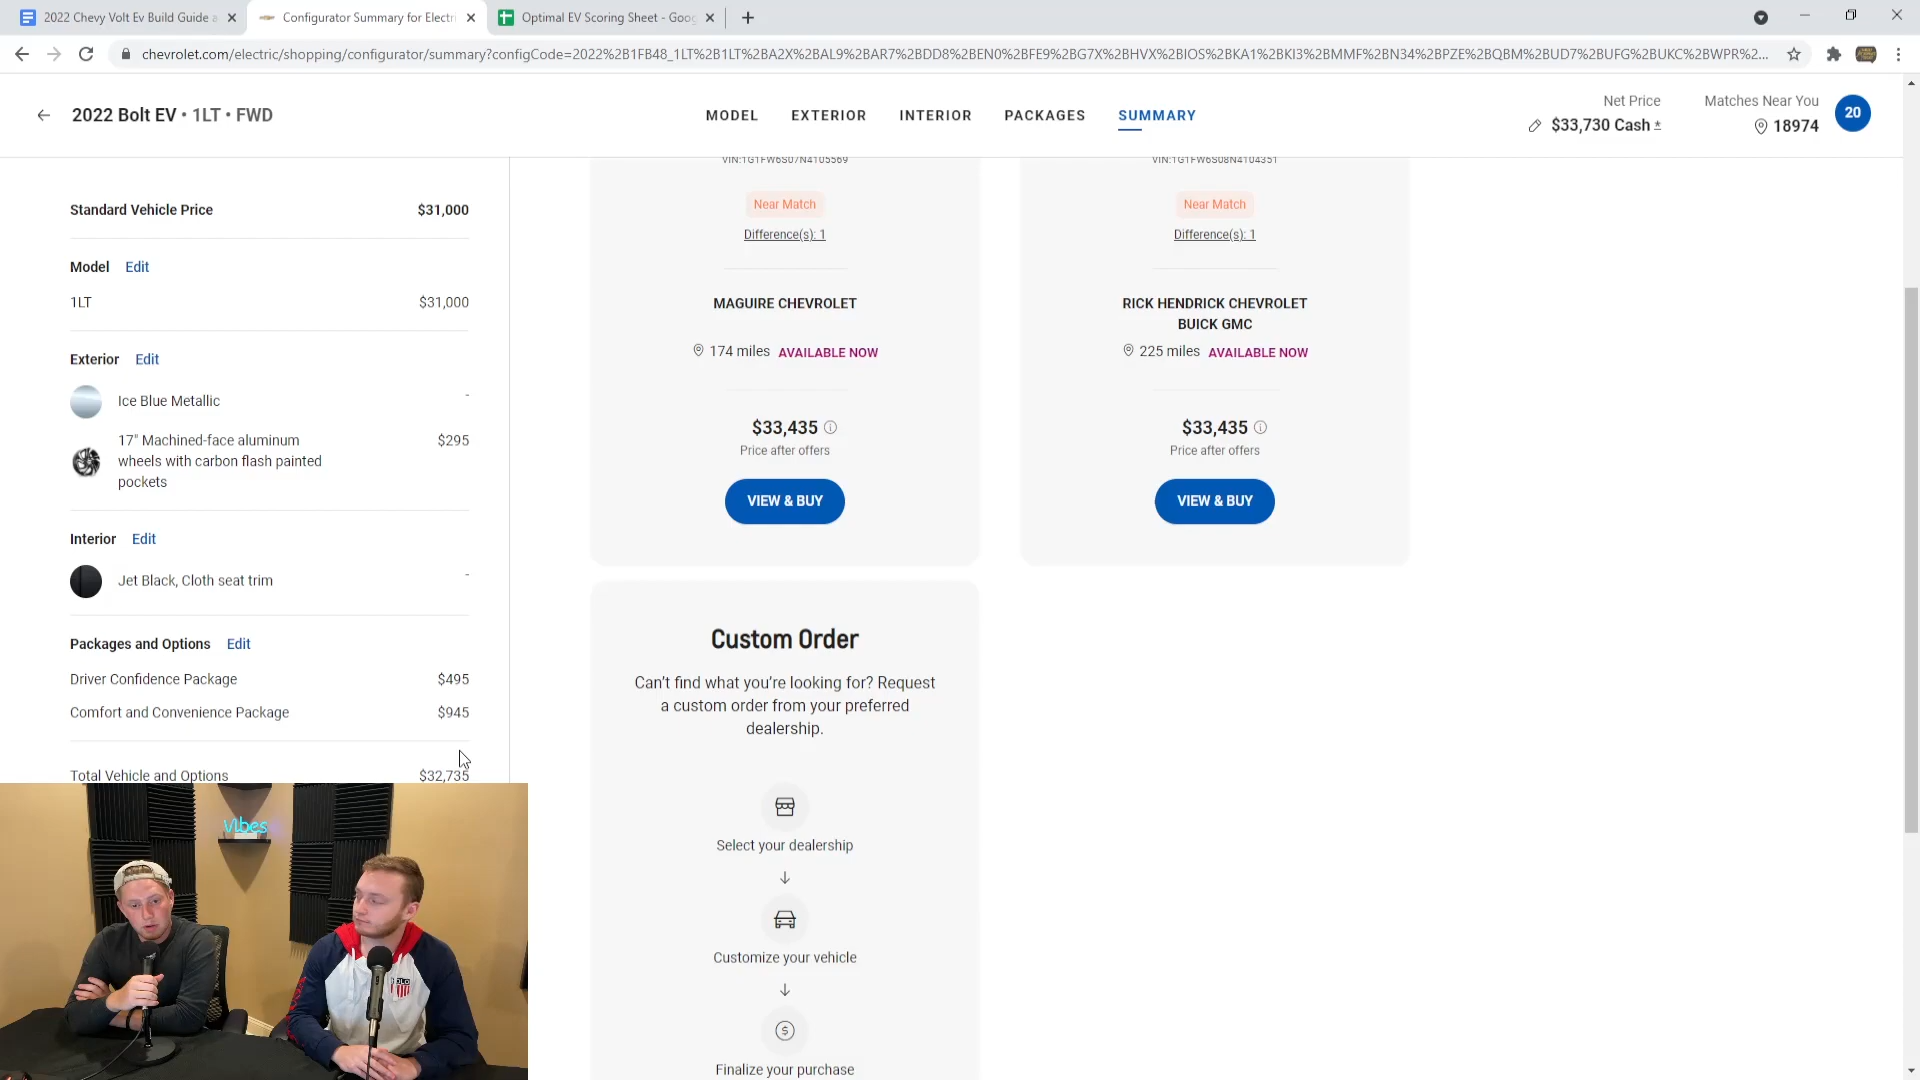 2022 Chevy Volt Ev Build Guide a
Configurator Summary for Electri
Optimal EV Scoring Sheet - Goog
chevrolet.com/electric/shopping/configurator/summary?configCode=2022%2B1FB48_1LT%2B1LT%2BA2X%2BAL9%2BAR7%2BDD8%2BEN0%2BFE9%2BG7X%2BHVX%2BIOS%2BKA1%2BKI3%2BMMF%2BN34%2BPZE%2BQBM%2BUD7%2BUFG%2BUKC%2BWPR%2...
2022 Bolt EV • 1LT • FWD
MODEL EXTERIOR INTERIOR PACKAGES SUMMARY
Net Price
$33,730 Cash ±
Matches Near You
18974
20
Standard Vehicle Price $31,000
Model Edit
1LT $31,000
Exterior Edit
Ice Blue Metallic -
17" Machined-face aluminum $295
wheels with carbon flash painted
pockets
Interior Edit
Jet Black, Cloth seat trim -
Packages and Options Edit
Driver Confidence Package $495
Comfort and Convenience Package $945
Total Vehicle and Options $32,735
VIN:1G1FW6S07N4105569
Near Match
Difference(s): 1
MAGUIRE CHEVROLET
174 miles AVAILABLE NOW
$33,435
Price after offers
VIEW & BUY
VIN:1G1FW6S08N4104351
Near Match
Difference(s): 1
RICK HENDRICK CHEVROLET
BUICK GMC
225 miles AVAILABLE NOW
$33,435
Price after offers
VIEW & BUY
Custom Order
Can't find what you're looking for? Request
a custom order from your preferred
dealership.
Select your dealership
Customize your vehicle
Finalize your purchase
Vibes